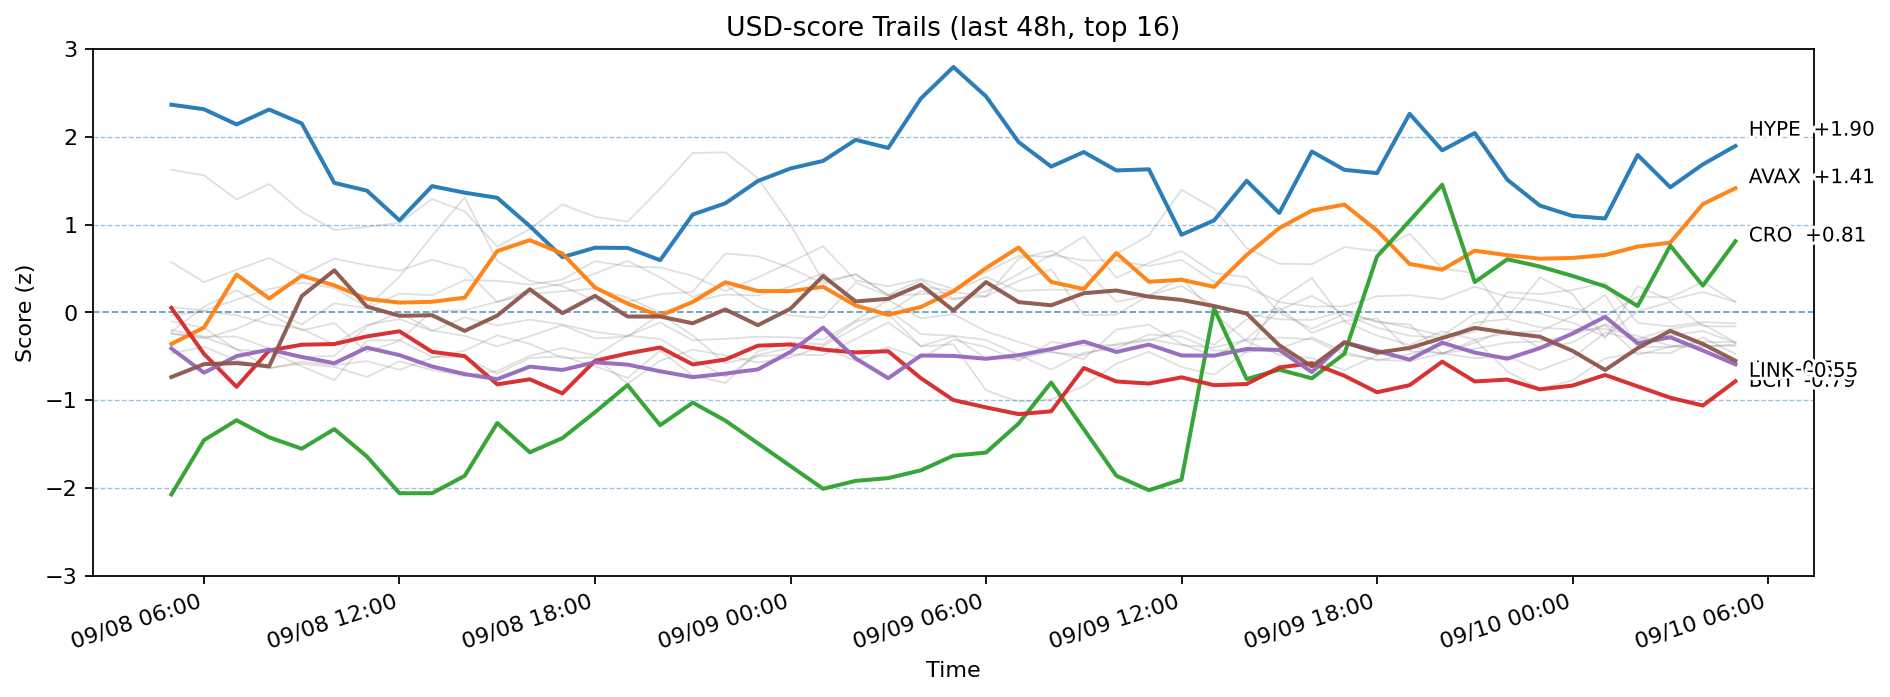 USD-score Trails (last 48h, top 16)
3
2
1
0
−1
−2
−3
Score (z)
HYPE +1.90
AVAX +1.41
CRO +0.81
LINK
09/08 06:00
09/08 12:00
09/08 18:00
09/09 00:00
09/09 06:00
09/09 12:00
09/09 18:00
09/10 00:00
09/10 06:00
Time